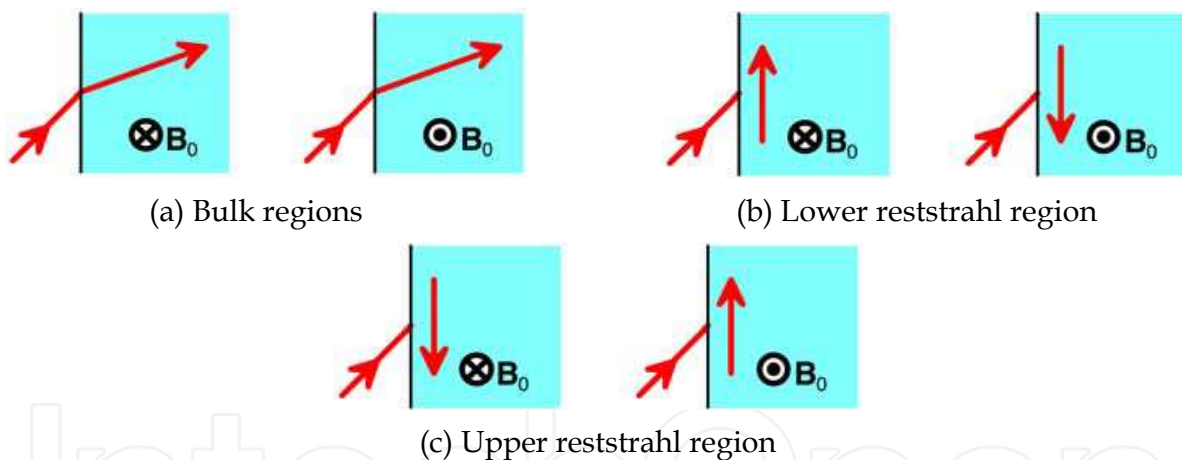 B0 B0 B0 B0
(a) Bulk regions (b) Lower reststrahl region
B0 B0
(c) Upper reststrahl region